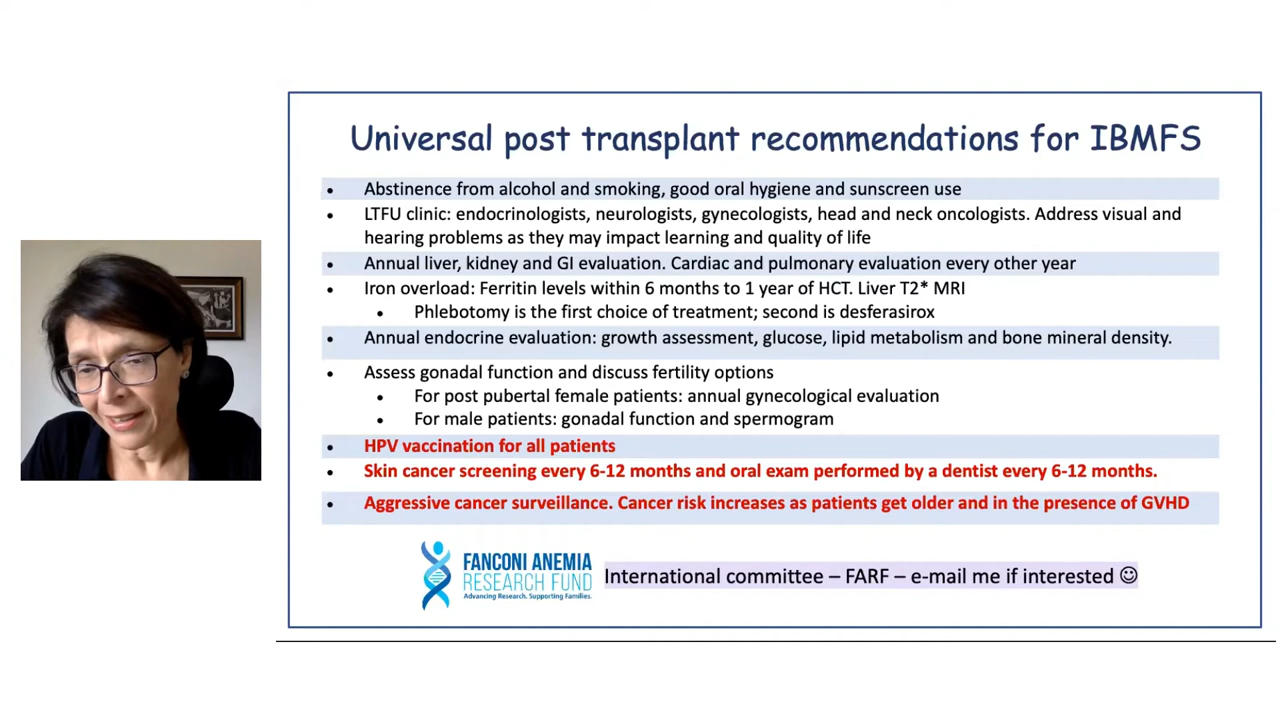 Universal post transplant recommendations for IBMFS
• Abstinence from alcohol and smoking, good oral hygiene and sunscreen use
• LTFU clinic: endocrinologists, neurologists, gynecologists, head and neck oncologists. Address visual and
hearing problems as they may impact learning and quality of life
• Annual liver, kidney and GI evaluation. Cardiac and pulmonary evaluation every other year
• Iron overload: Ferritin levels within 6 months to 1 year of HCT. Liver T2* MRI
• Phlebotomy is the first choice of treatment; second is desferasirox
• Annual endocrine evaluation: growth assessment, glucose, lipid metabolism and bone mineral density.
• Assess gonadal function and discuss fertility options
• For post pubertal female patients: annual gynecological evaluation
• For male patients: gonadal function and spermogram
• HPV vaccination for all patients
• Skin cancer screening every 6-12 months and oral exam performed by a dentist every 6-12 months.
• Aggressive cancer surveillance. Cancer risk increases as patients get older and in the presence of GVHD
FANCONI ANEMIA
RESEARCH FUND
Advancing Research. Supporting Families.
International committee – FARF – e-mail me if interested ☺